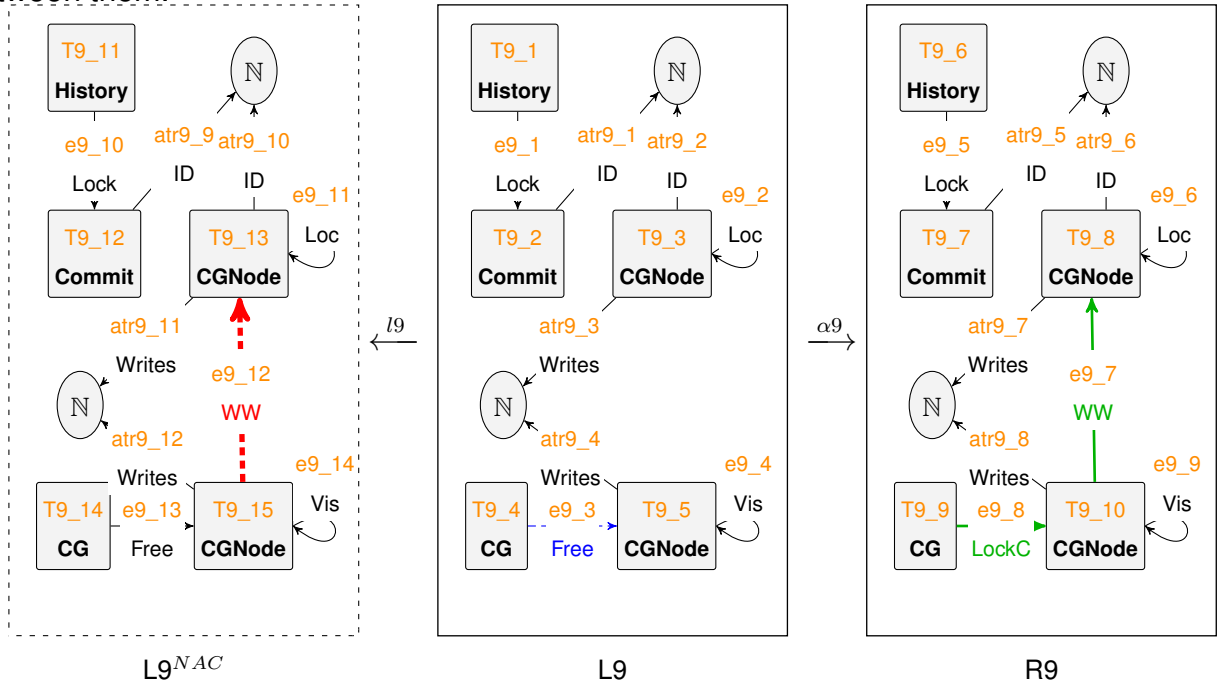 T9_11 ℕ
History
e9_10 atr9_9 atr9_10
Lock ID ID e9_11
T9_12 T9_13 Loc
Commit CGNode
atr9_11
Writes e9_12
ℕ WW
atr9_12
Writes e9_14
T9_14 e9_13 T9_15 Vis
CG Free CGNode
L9^{NAC}
l9
T9_1 ℕ
History
e9_1 atr9_1 atr9_2
Lock ID ID e9_2
T9_2 T9_3 Loc
Commit CGNode
atr9_3
Writes
ℕ
atr9_4
Writes e9_4
T9_4 e9_3 T9_5 Vis
CG Free CGNode
L9
α9
T9_6 ℕ
History
e9_5 atr9_5 atr9_6
Lock ID ID e9_6
T9_7 T9_8 Loc
Commit CGNode
atr9_7
Writes e9_7
ℕ WW
atr9_8
Writes e9_9
T9_9 e9_8 T9_10 Vis
CG LockC CGNode
R9